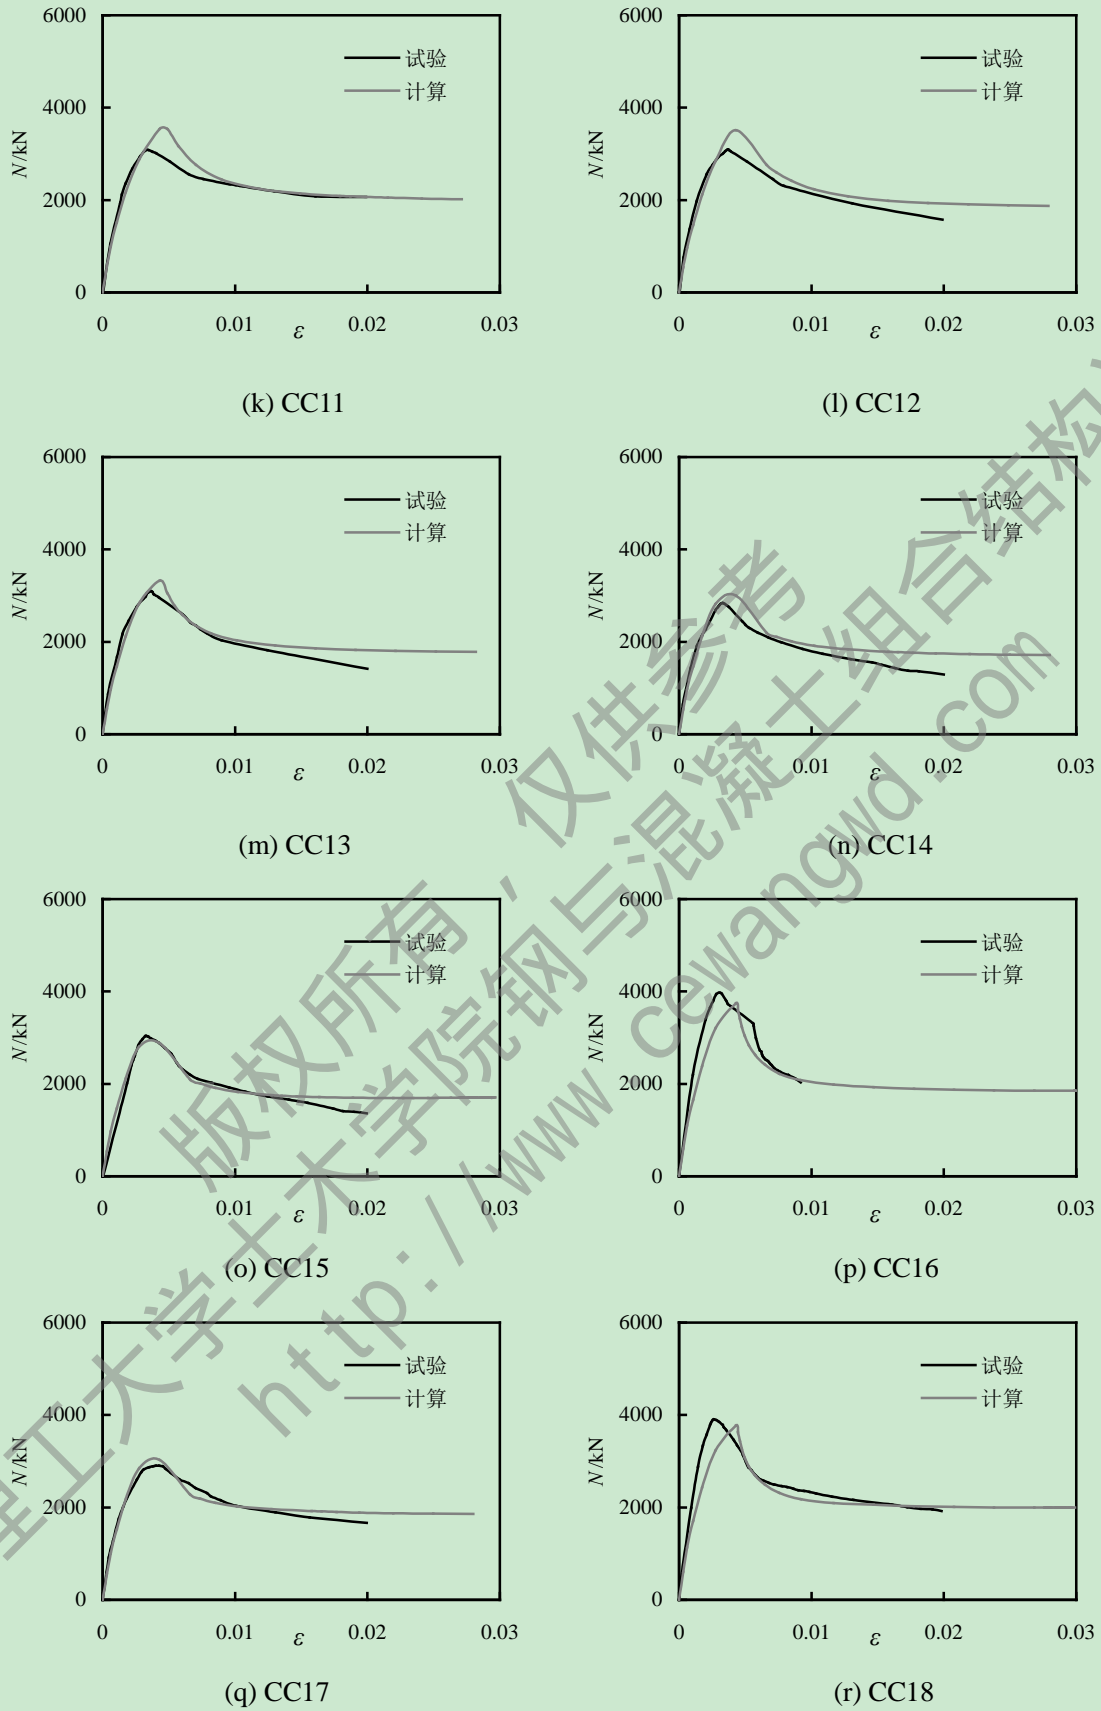 6000
4000
2000
0
N/kN
试验
计算
0 0.01 0.02 0.03
ε
(k) CC11
6000
4000
2000
0
N/kN
试验
计算
0 0.01 0.02 0.03
ε
(l) CC12
6000
4000
2000
0
N/kN
试验
计算
0 0.01 0.02 0.03
ε
(m) CC13
6000
4000
2000
0
N/kN
试验
计算
0 0.01 0.02 0.03
ε
(n) CC14
6000
4000
2000
0
N/kN
试验
计算
0 0.01 0.02 0.03
ε
(o) CC15
6000
4000
2000
0
N/kN
试验
计算
0 0.01 0.02 0.03
ε
(p) CC16
6000
4000
2000
0
N/kN
试验
计算
0 0.01 0.02 0.03
ε
(q) CC17
6000
4000
2000
0
N/kN
试验
计算
0 0.01 0.02 0.03
ε
(r) CC18
版权所有，仅供参考
理工大学土木学院钢与混凝土组合结构
http://www cewangwd.com